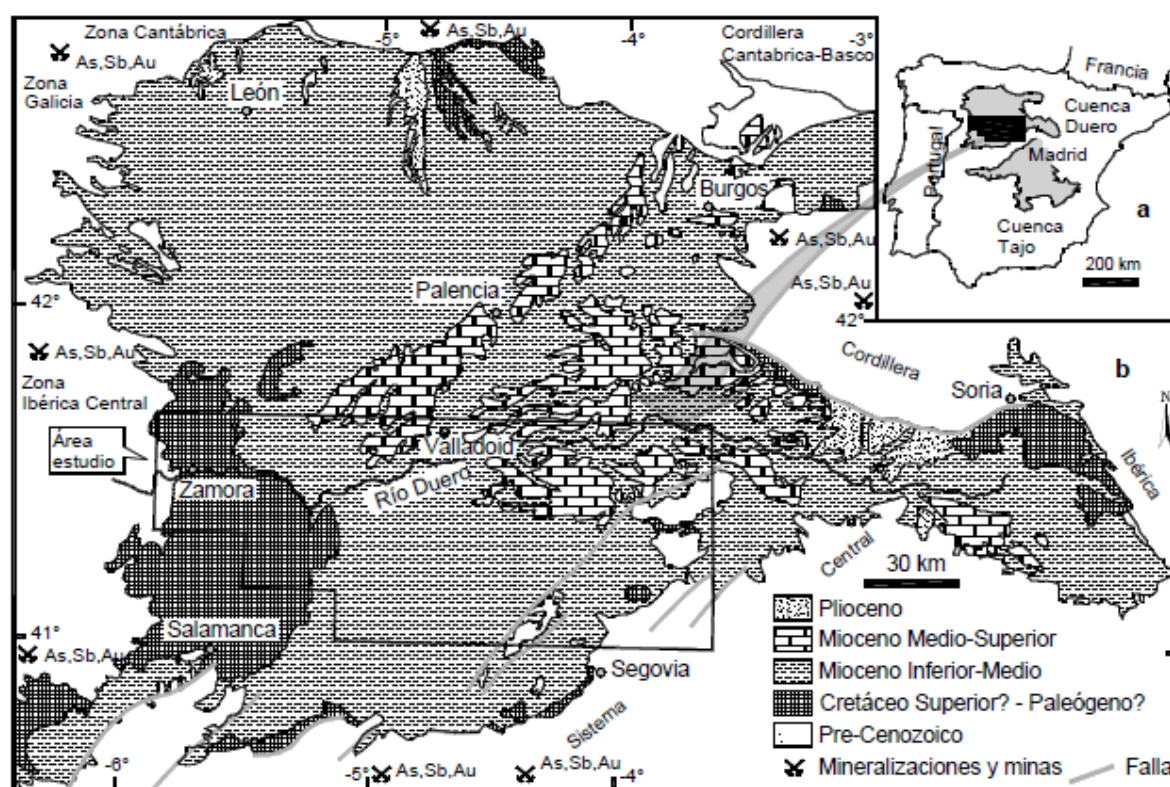 Zona Cantábrica
-5°
As,Sb,Au
-4°
Cordillera
Cantabrica-Basco
-3°
As,Sb,Au
Zona
Galicia
León
Burgos
As,Sb,Au
As,Sb,Au
42°
Palencia
42°
As,Sb,Au
Zona
Ibérica Central
Área
estudio
Zamora
Valladoid
Río Duero
Cordillera
Soria
Ibérica
b
N
Central
30 km
41°
Salamanca
As,Sb,Au
Segovia
Sistema
-6°
-5°
As,Sb,Au
As,Sb,Au
-4°
Francia
Cuenca
Duero
Portugal
Madrid
a
Cuenca
Tajo
200 km
Plioceno
Mioceno Medio-Superior
Mioceno Inferior-Medio
Cretáceo Superior? - Paleógeno?
Pre-Cenozoico
Mineralizaciones y minas
Falla